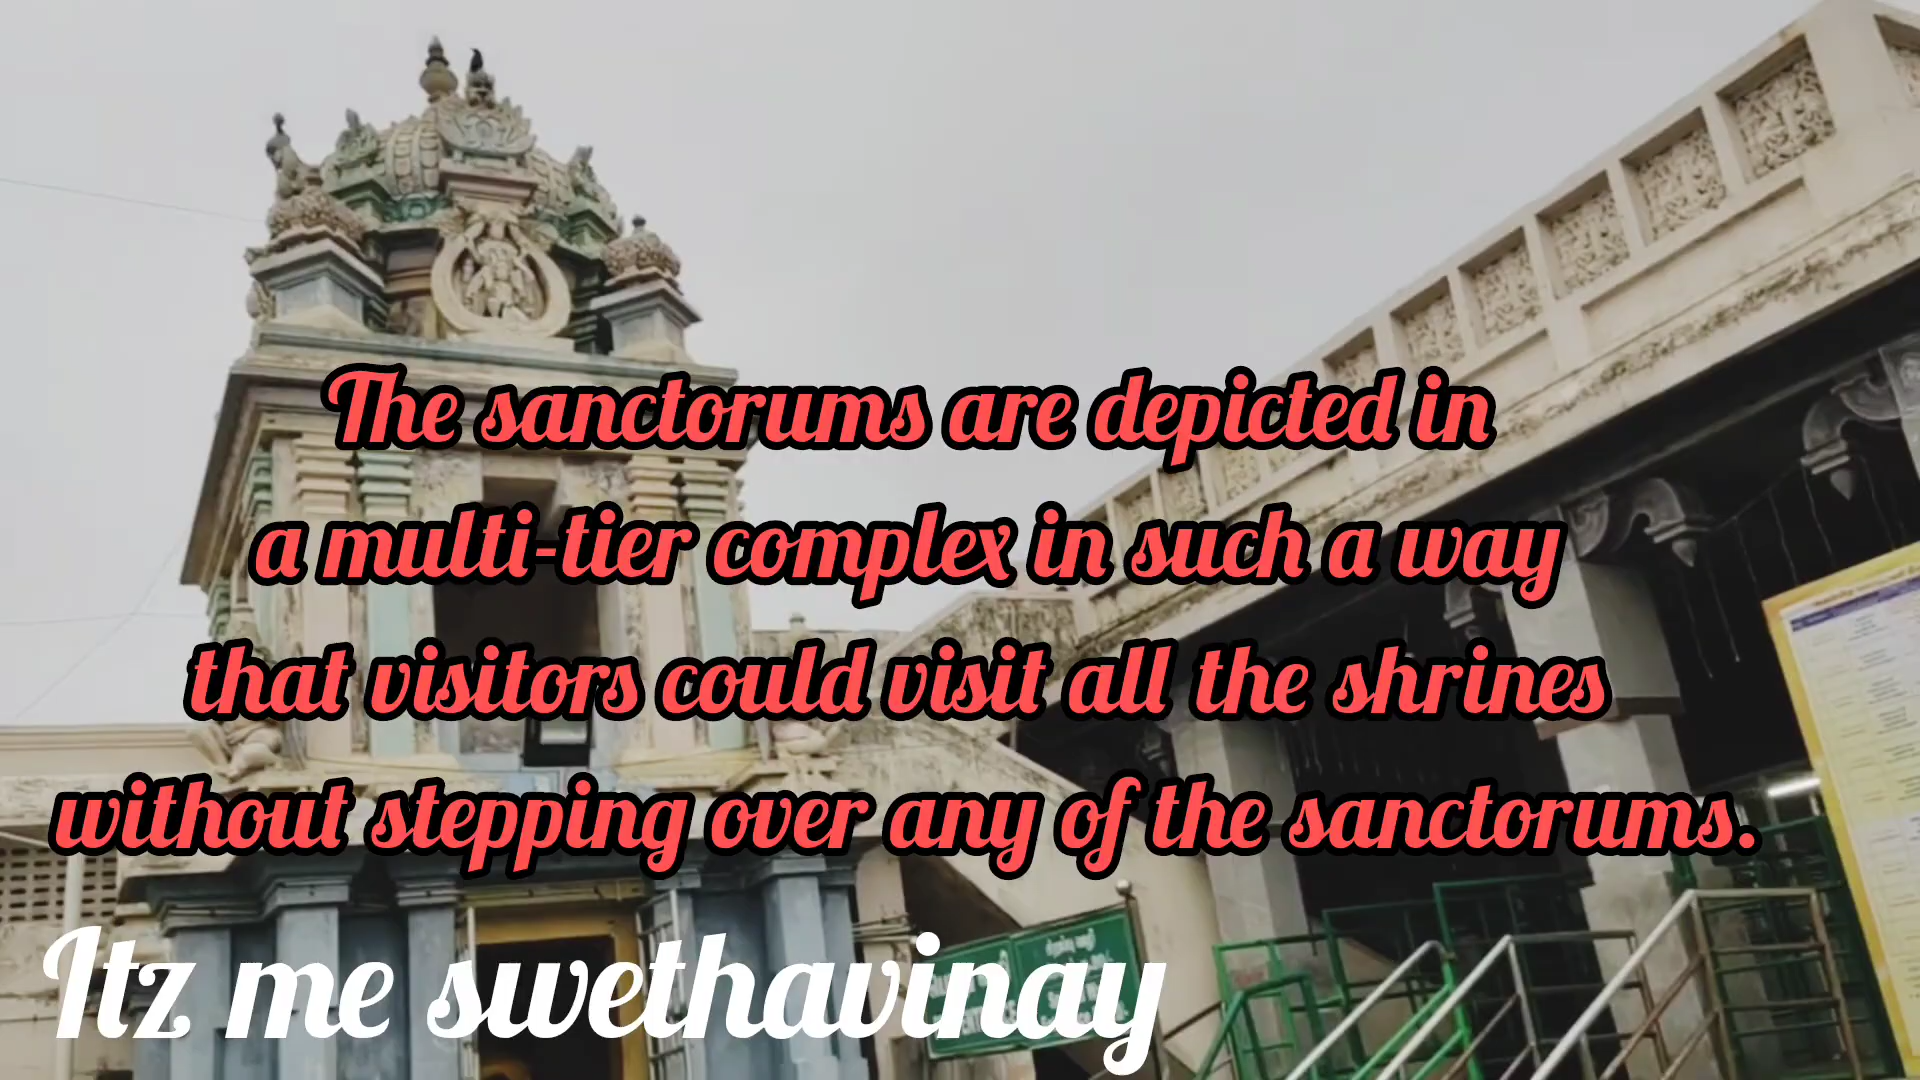 The sanctorums are depicted in
a multi-tier complex in such a way
that visitors could visit all the shrines
without stepping over any of the sanctorums.
Itz me swethavinay